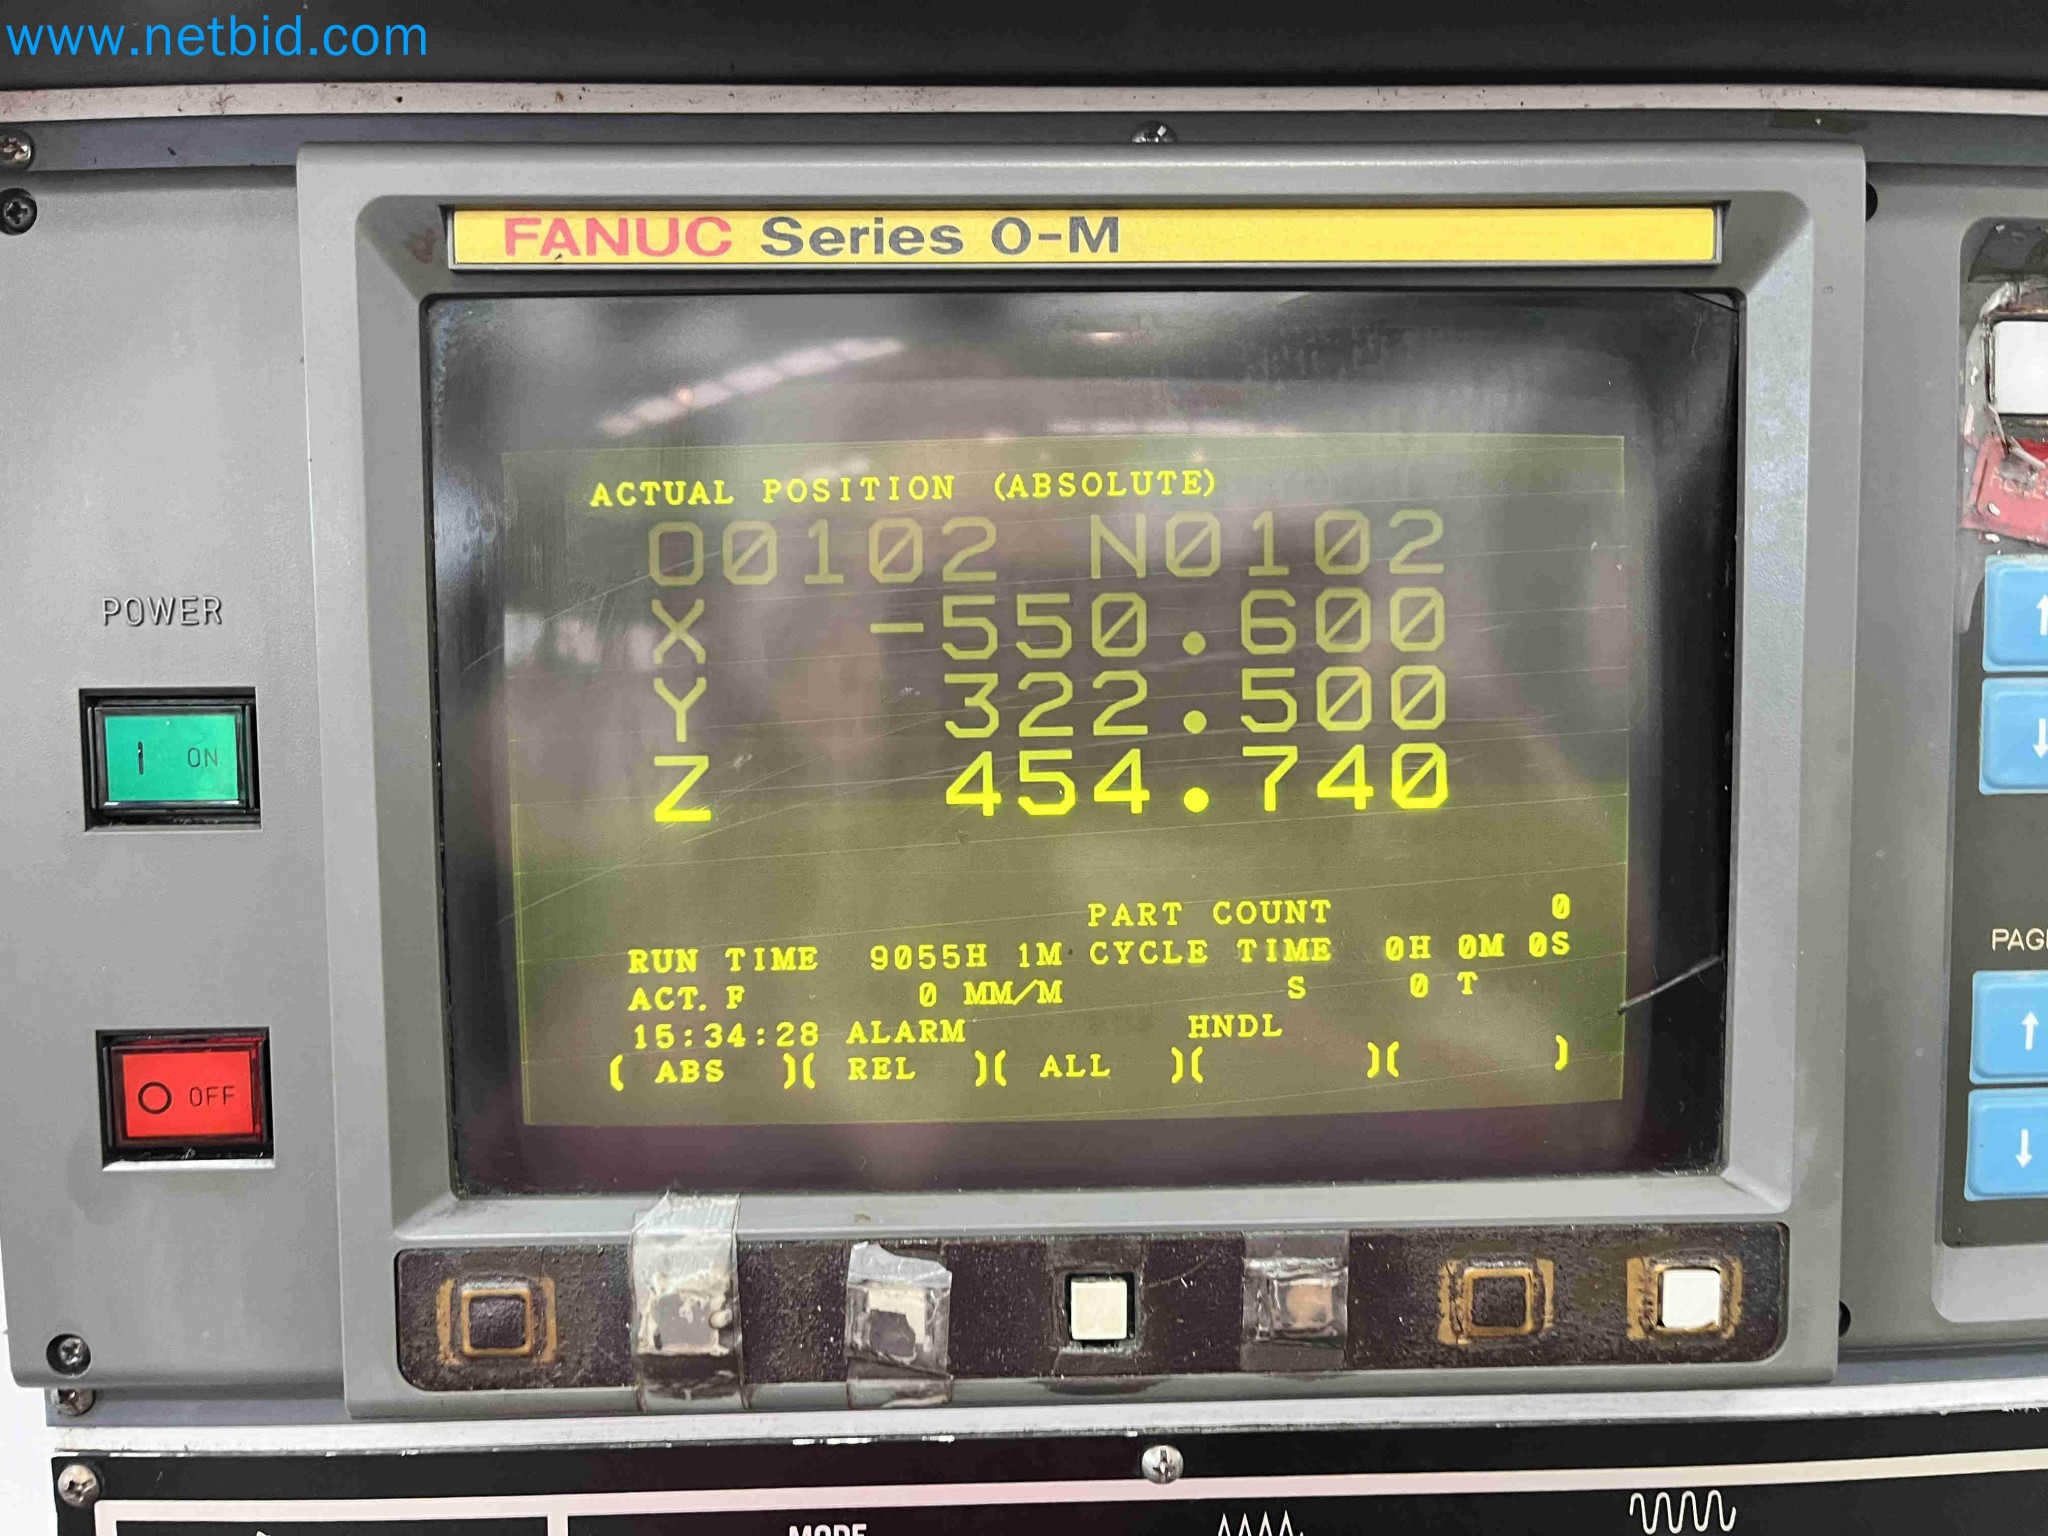 www.netbid.com
FANUC Series O-M
ACTUAL POSITION (ABSOLUTE)
O0102 N0102
X -550.600
Y 322.500
Z 454.740
PART COUNT 0
RUN TIME 9055H 1M CYCLE TIME 0H 0M 0S
ACT. F 0 MM/M S 0 T
15:34:28 ALARM HNDL
( ABS )( REL )( ALL )( )( )
POWER
| ON
O OFF
MODE